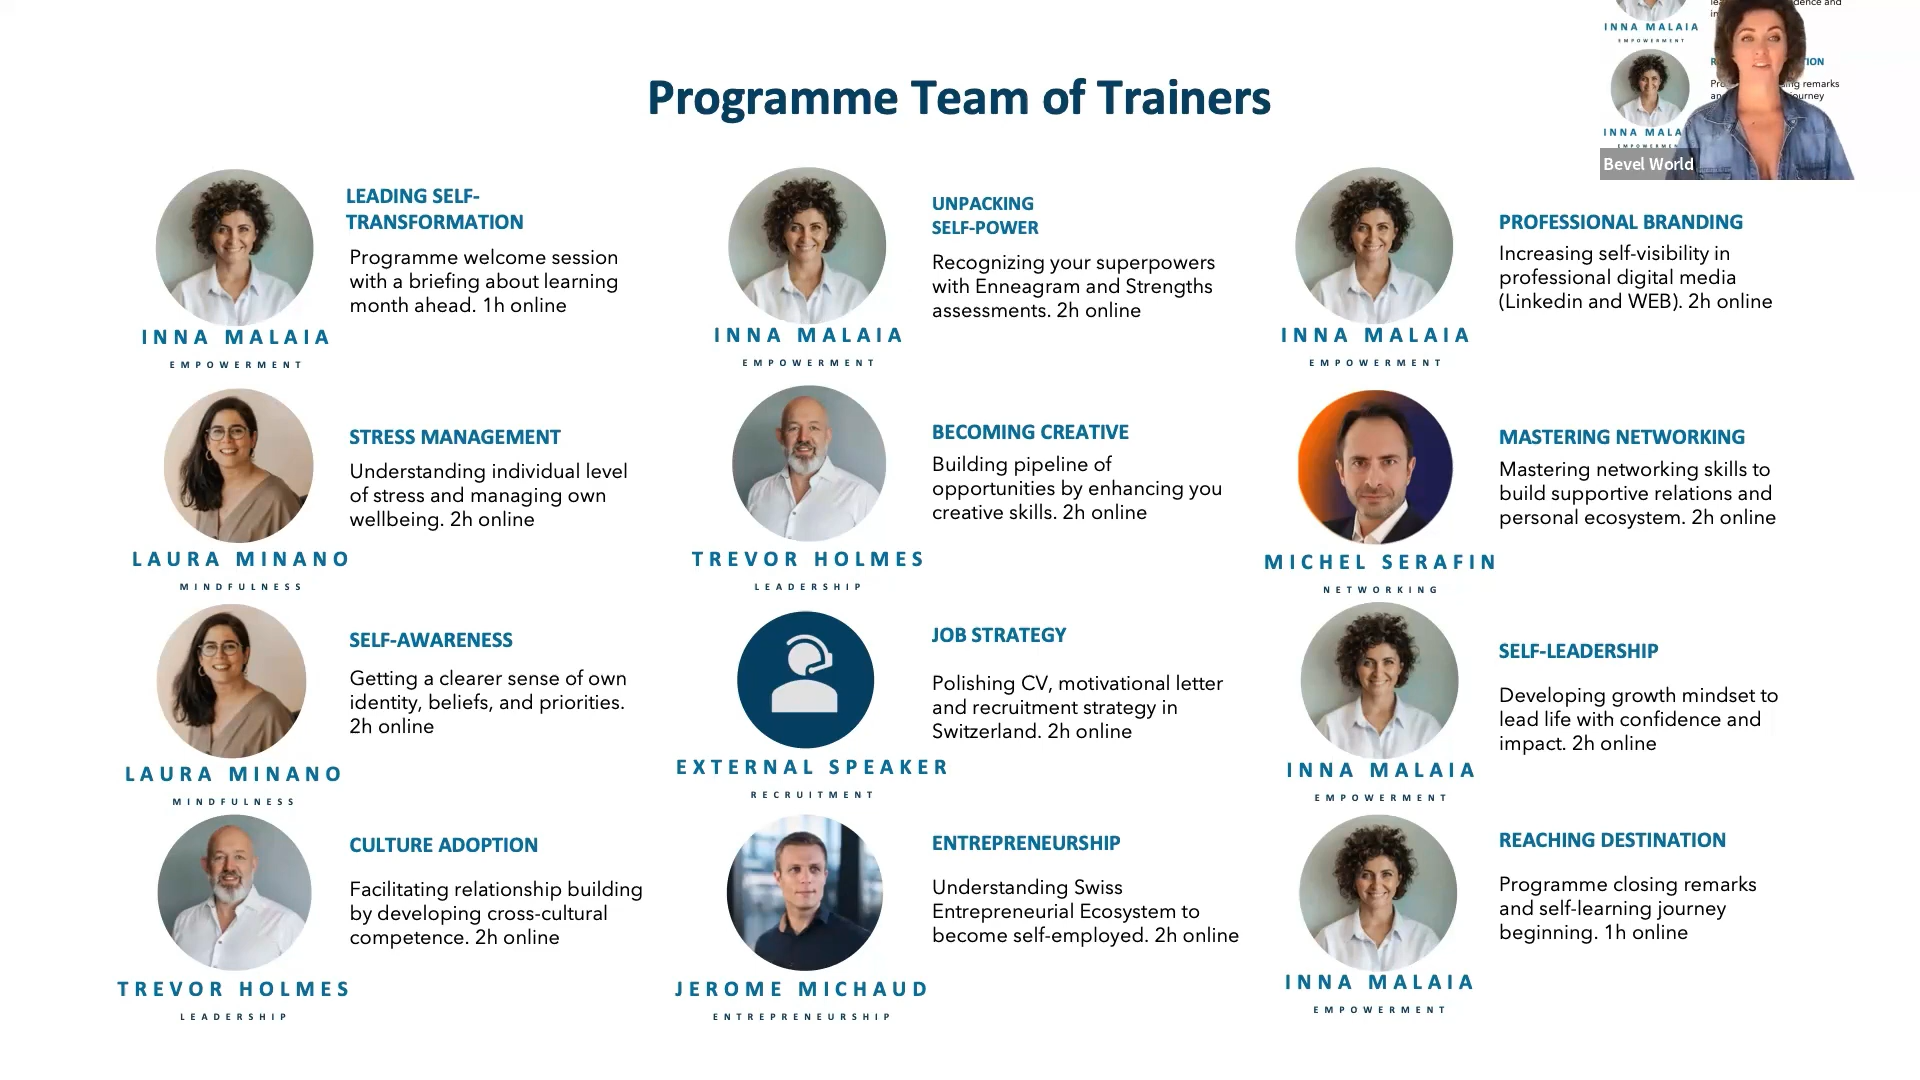 Programme Team of Trainers
INNA MALAIA
EMPOWERMENT
ing remarks
journey
INNA MALA
Bevel World
LEADING SELF-
TRANSFORMATION
Programme welcome session
with a briefing about learning
month ahead. 1h online
INNA MALAIA
EMPOWERMENT
UNPACKING
SELF-POWER
Recognizing your superpowers
with Enneagram and Strengths
assessments. 2h online
INNA MALAIA
EMPOWERMENT
PROFESSIONAL BRANDING
Increasing self-visibility in
professional digital media
(Linkedin and WEB). 2h online
INNA MALAIA
EMPOWERMENT
STRESS MANAGEMENT
Understanding individual level
of stress and managing own
wellbeing. 2h online
LAURA MINANO
MINDFULNESS
BECOMING CREATIVE
Building pipeline of
opportunities by enhancing you
creative skills. 2h online
TREVOR HOLMES
LEADERSHIP
MASTERING NETWORKING
Mastering networking skills to
build supportive relations and
personal ecosystem. 2h online
MICHEL SERAFIN
NETWORKING
SELF-AWARENESS
Getting a clearer sense of own
identity, beliefs, and priorities.
2h online
LAURA MINANO
MINDFULNESS
JOB STRATEGY
Polishing CV, motivational letter
and recruitment strategy in
Switzerland. 2h online
EXTERNAL SPEAKER
RECRUITMENT
SELF-LEADERSHIP
Developing growth mindset to
lead life with confidence and
impact. 2h online
INNA MALAIA
EMPOWERMENT
CULTURE ADOPTION
Facilitating relationship building
by developing cross-cultural
competence. 2h online
TREVOR HOLMES
LEADERSHIP
ENTREPRENEURSHIP
Understanding Swiss
Entrepreneurial Ecosystem to
become self-employed. 2h online
JEROME MICHAUD
ENTREPRENEURSHIP
REACHING DESTINATION
Programme closing remarks
and self-learning journey
beginning. 1h online
INNA MALAIA
EMPOWERMENT